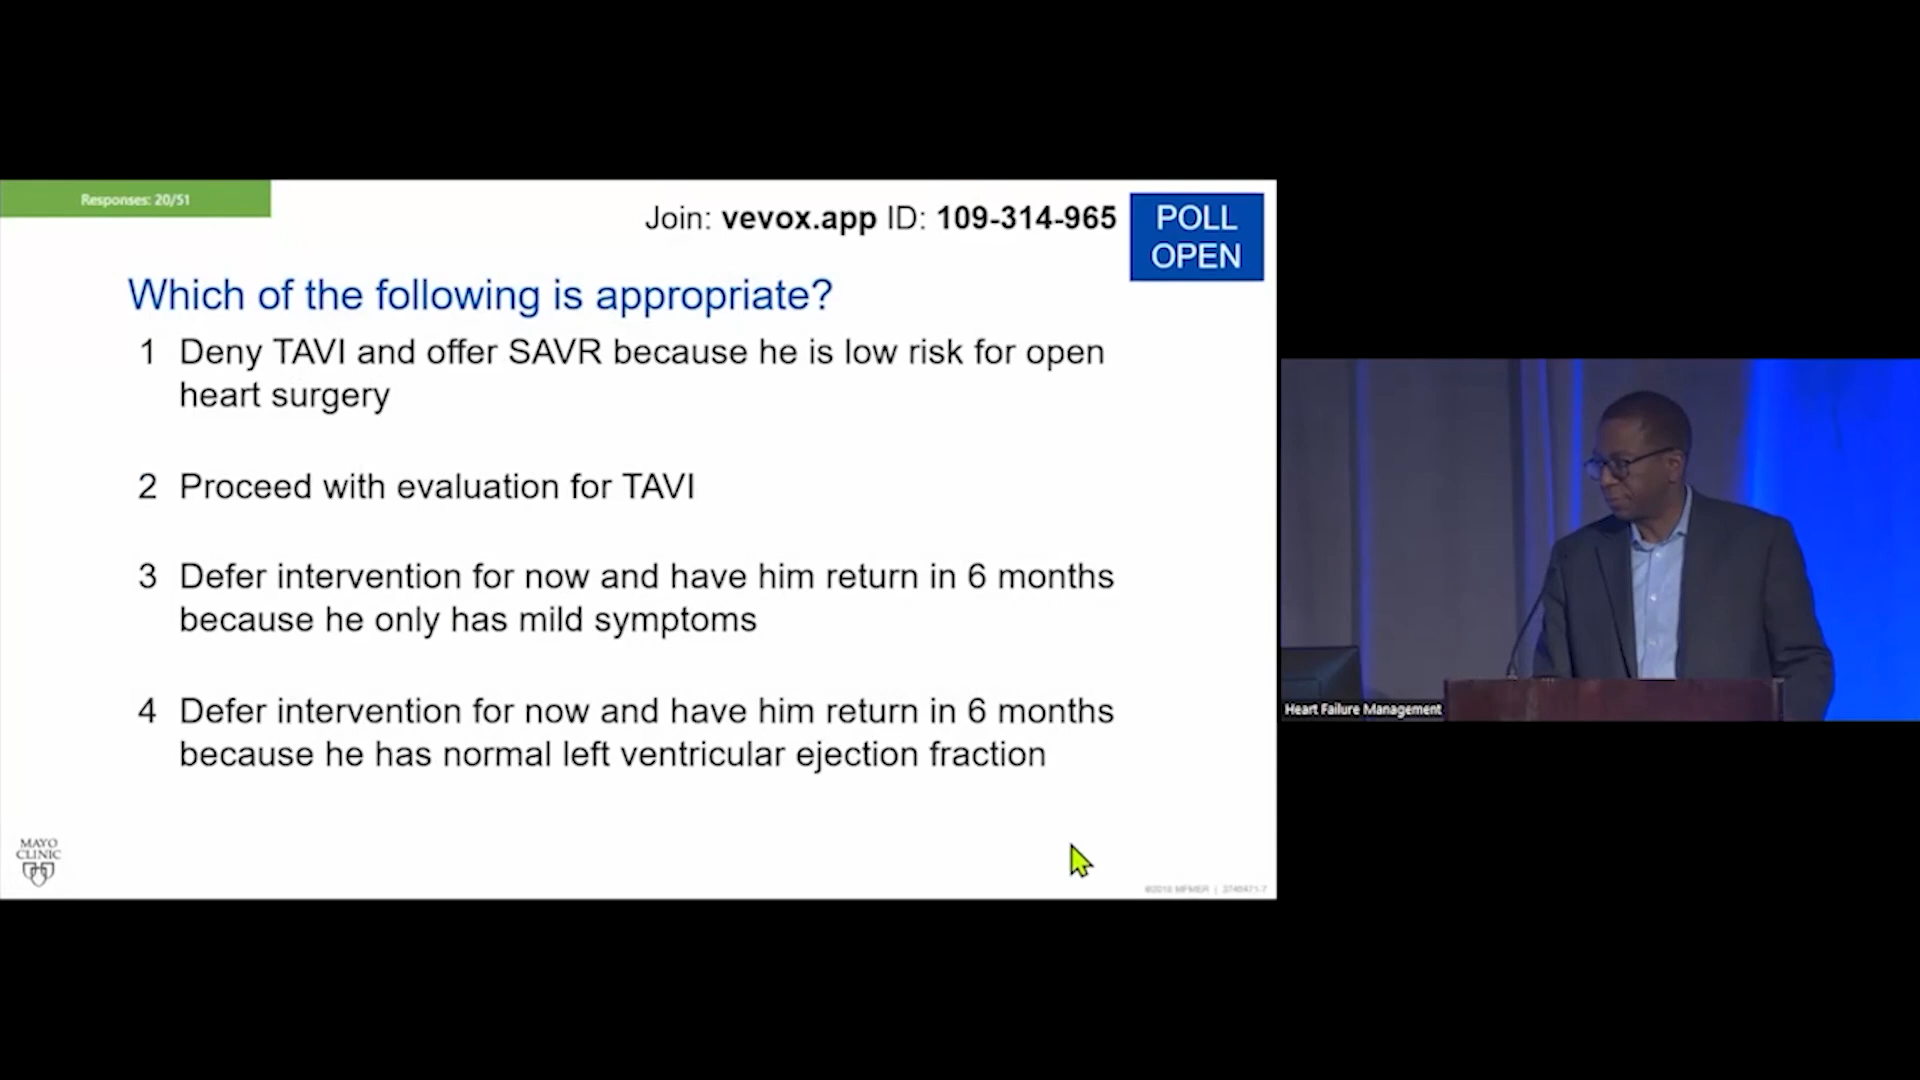 Responses: 20/51
Join: vevox.app ID: 109-314-965
POLL
OPEN
Which of the following is appropriate?
1 Deny TAVI and offer SAVR because he is low risk for open
heart surgery
2 Proceed with evaluation for TAVI
3 Defer intervention for now and have him return in 6 months
because he only has mild symptoms
4 Defer intervention for now and have him return in 6 months
because he has normal left ventricular ejection fraction
MAYO
CLINIC
©2018 MFMER | 3746471-7
Heart Failure Management